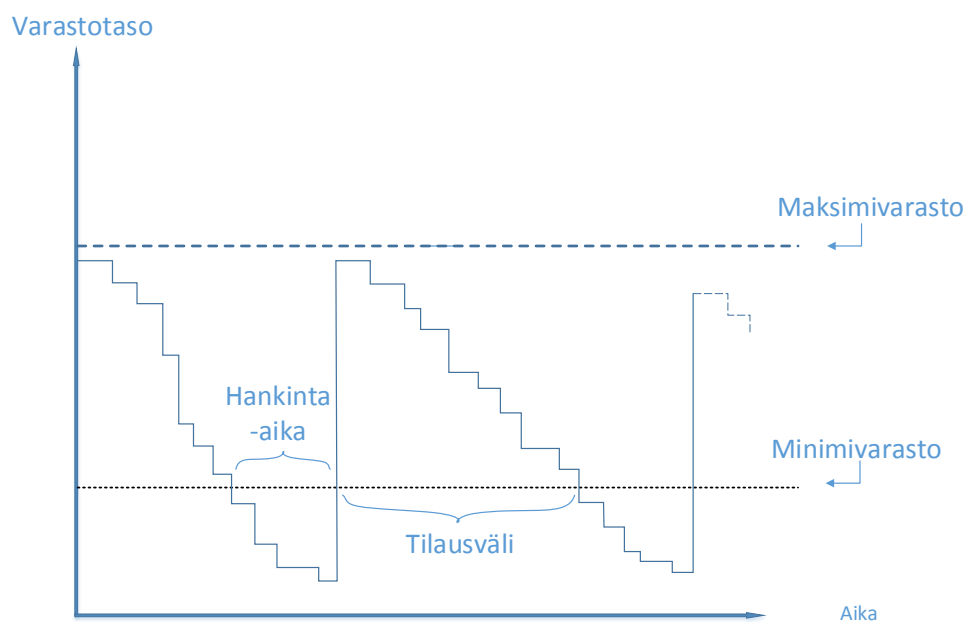 Varastotaso
Maksimivarasto
Hankinta
-aika
Minimivarasto
Tilausväli
Aika